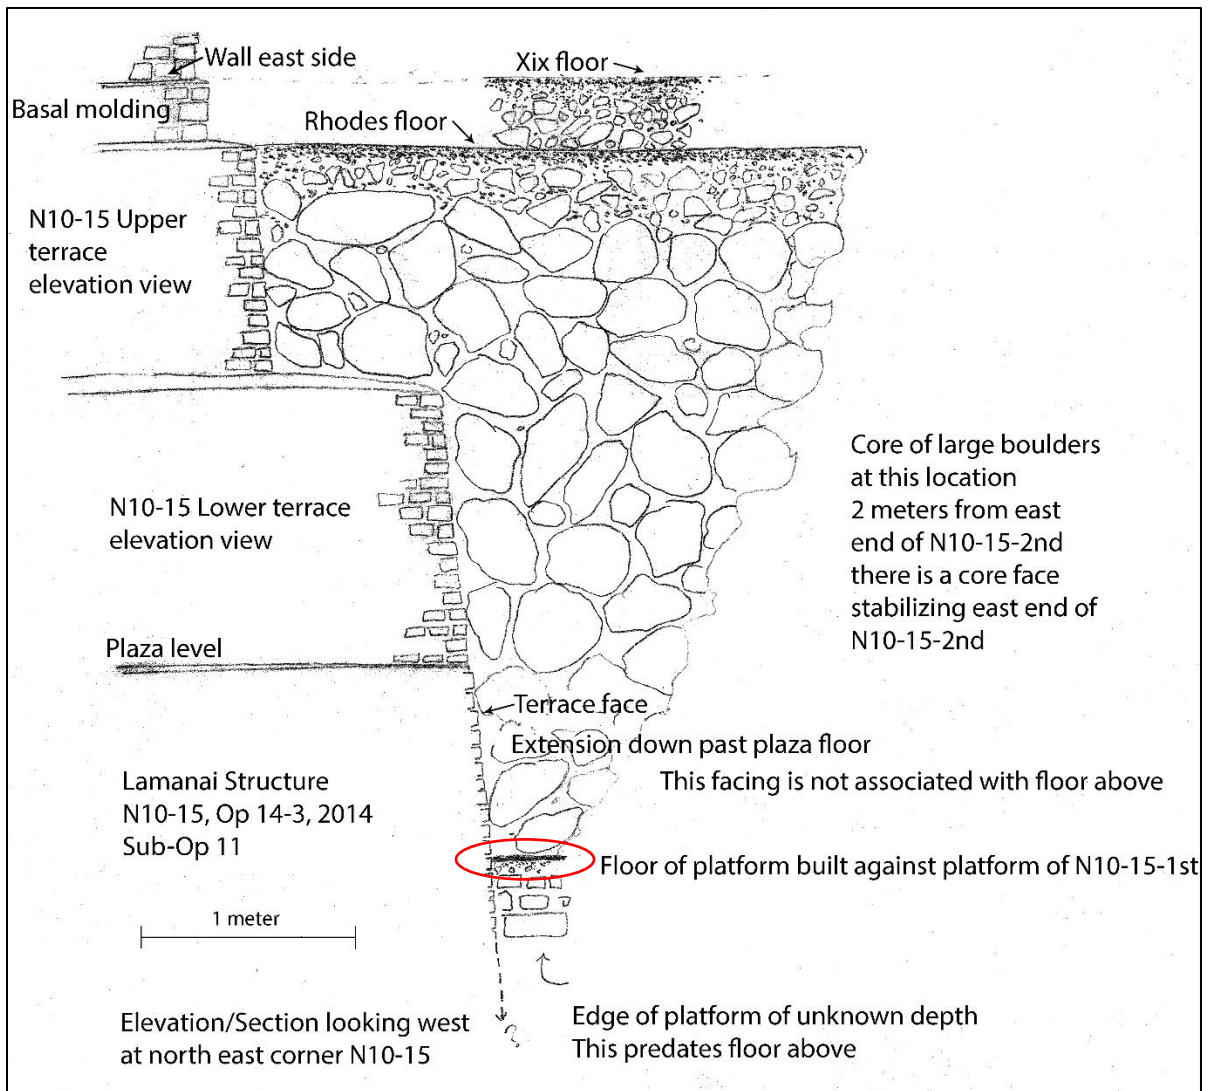 Wall east side
Xix floor
Basal molding
Rhodes floor
N10-15 Upper
terrace
elevation view
Core of large boulders
at this location
2 meters from east
end of N10-15-2nd
there is a core face
stabilizing east end of
N10-15-2nd
N10-15 Lower terrace
elevation view
Plaza level
Terrace face
Extension down past plaza floor
This facing is not associated with floor above
Lamanai Structure
N10-15, Op 14-3, 2014
Sub-Op 11
Floor of platform built against platform of N10-15-1st
1 meter
Edge of platform of unknown depth
This predates floor above
Elevation/Section looking west
at north east corner N10-15
?